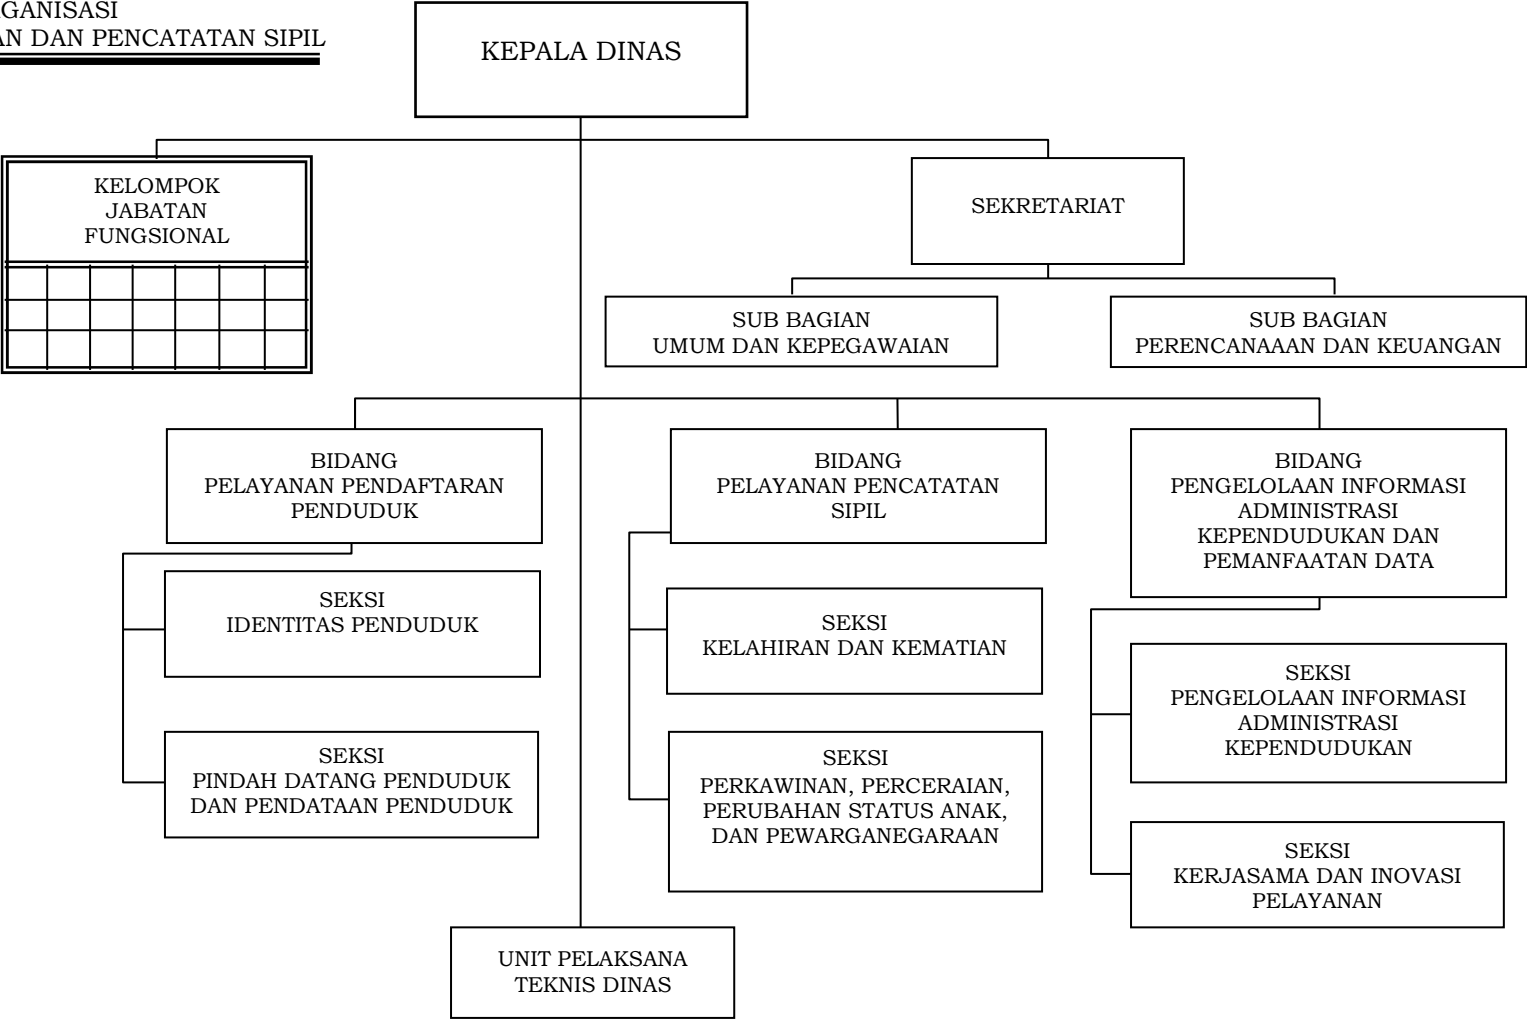 GANISASI
AN DAN PENCATATAN SIPIL
KEPALA DINAS
KELOMPOK
JABATAN
FUNGSIONAL
SEKRETARIAT
SUB BAGIAN
UMUM DAN KEPEGAWAIAN
SUB BAGIAN
PERENCANAAAN DAN KEUANGAN
BIDANG
PELAYANAN PENDAFTARAN
PENDUDUK
BIDANG
PELAYANAN PENCATATAN
SIPIL
BIDANG
PENGELOLAAN INFORMASI
ADMINISTRASI
KEPENDUDUKAN DAN
PEMANFAATAN DATA
SEKSI
IDENTITAS PENDUDUK
SEKSI
PINDAH DATANG PENDUDUK
DAN PENDATAAN PENDUDUK
SEKSI
KELAHIRAN DAN KEMATIAN
SEKSI
PERKAWINAN, PERCERAIAN,
PERUBAHAN STATUS ANAK,
DAN PEWARGANEGARAAN
SEKSI
PENGELOLAAN INFORMASI
ADMINISTRASI
KEPENDUDUKAN
SEKSI
KERJASAMA DAN INOVASI
PELAYANAN
UNIT PELAKSANA
TEKNIS DINAS